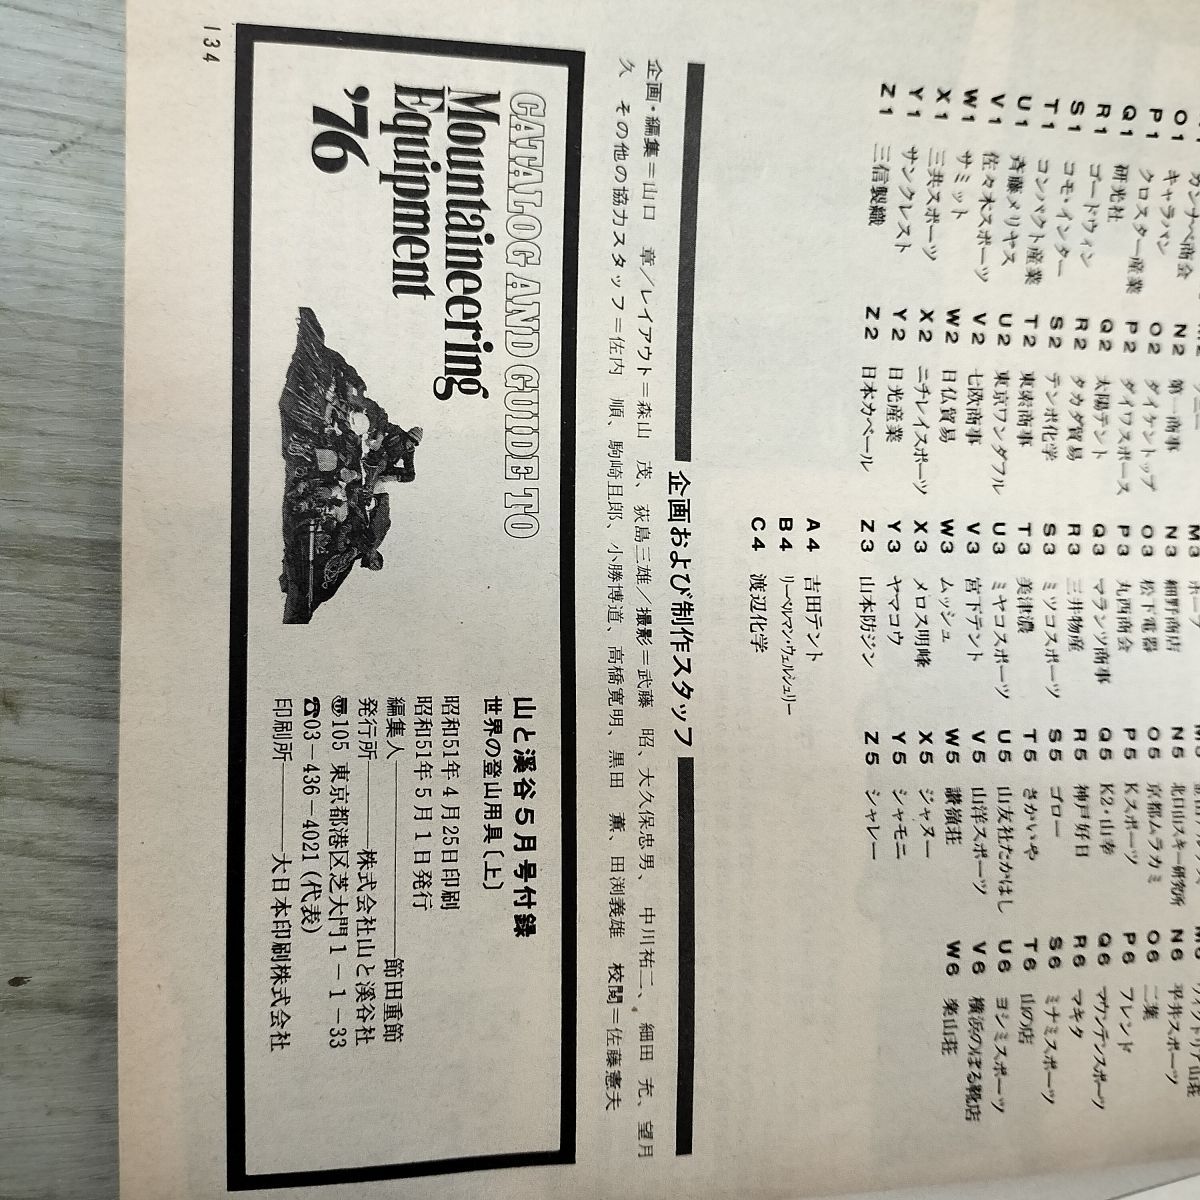 O1 キャラバン
P1 クロスター産業
Q1 研光社
R1 ゴードウィン
S1 コモ・インター
T1 コンパクト産業
U1 斉藤メリヤス
V1 佐々木スポーツ
W1 サミット
X1 三共スポーツ
Y1 サンクレスト
Z1 三信製織
N2 第一商事
O2 ダイケントップ
P2 ダイワスポース
Q2 太陽テント
R2 タカダ貿易
S2 テンポ化学
T2 東索商事
U2 東京ワンダフル
V2 七欧商事
W2 日仏貿易
X2 ニチレイスポーツ
Y2 日光産業
Z2 日本カベール
M3 ホープ
N3 細野商店
O3 松下電器
P3 丸西商会
Q3 マランツ商事
R3 三井物産
S3 ミツコスポーツ
T3 美津濃
U3 ミヤコスポーツ
V3 宮下テント
W3 ムッシュ
X3 メロス明峰
Y3 ヤマコウ
Z3 山本防ジン
A4 吉田テント
B4 リーベルマン・ウェルシュリー
C4 渡辺化学
N5 北日山スキー研究所
O5 京都ムラカミ
P5 Kスポーツ
Q5 K2・山幸
R5 神戸好日
S5 ゴロー
T5 さかいや
U5 山友社たかはし
V5 山洋スポーツ
W5 讃嶺荘
X5 ジャヌー
Y5 シャモニ
Z5 シャレー
N6 平井スポーツ
O6 二葉
P6 フレンド
Q6 マウンテンスポーツ
R6 マキタ
S6 ミナミスポーツ
T6 山の店
U6 ヨシミスポーツ
V6 横浜のぼる靴店
W6 楽山荘
企画および制作スタッフ
企画・編集＝山口 章／レイアウト＝森山 茂、荻島三雄／撮影＝武藤 昭、大久保忠男、中川祐二、細田 充、望月
久 その他の協力スタッフ＝佐内 順、駒崎旦郎、小勝博道、高橋寛明、黒田 薫、田渕義雄 校閲＝佐藤憲夫
CATALOG AND GUIDE TO
Mountaineering
Equipment
'76
山と溪谷5月号付録
世界の登山用具〔上〕
昭和51年4月25日印刷
昭和51年5月1日発行
編集人――節田重節
発行所――株式会社山と溪谷社
〠105 東京都港区芝大門1-1-33
☎03-436-4021(代表)
印刷所――大日本印刷株式会社
134